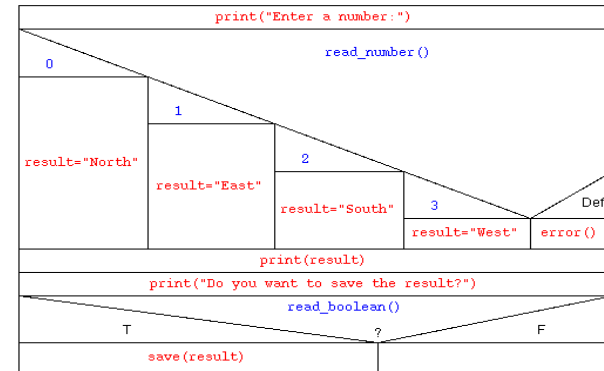 print("Enter a number:")
read_number()
0
1
2
3
Def
result="North"
result="East"
result="South"
result="West"
error()
print(result)
print("Do you want to save the result?")
read_boolean()
T
?
F
save(result)